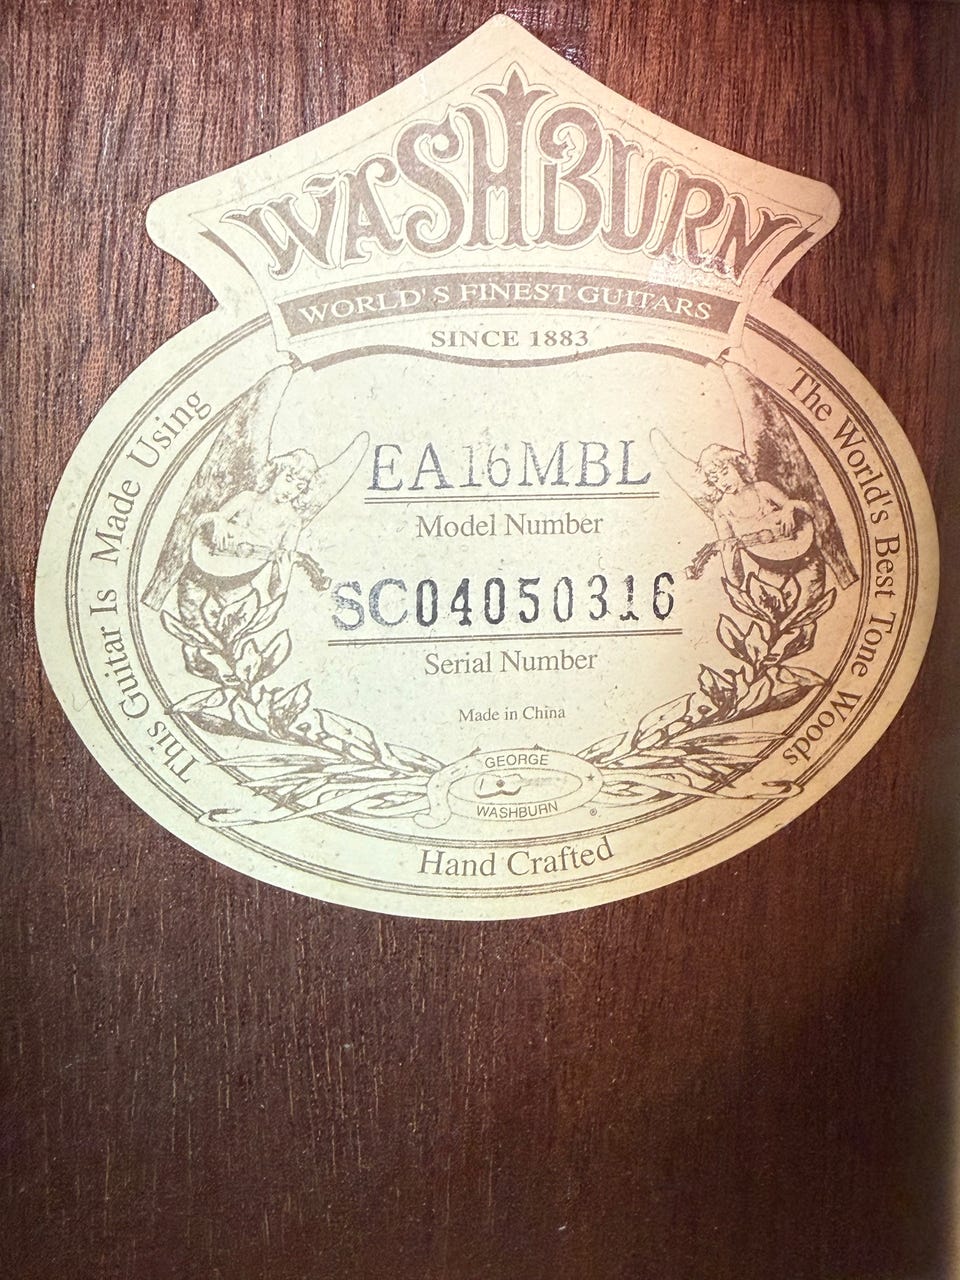 WASHBURN
WORLD'S FINEST GUITARS
SINCE 1883
This Guitar Is Made Using
The World's Best Tone Woods
EA16MBL
Model Number
SC04050316
Serial Number
Made in China
GEORGE
WASHBURN
®
Hand Crafted